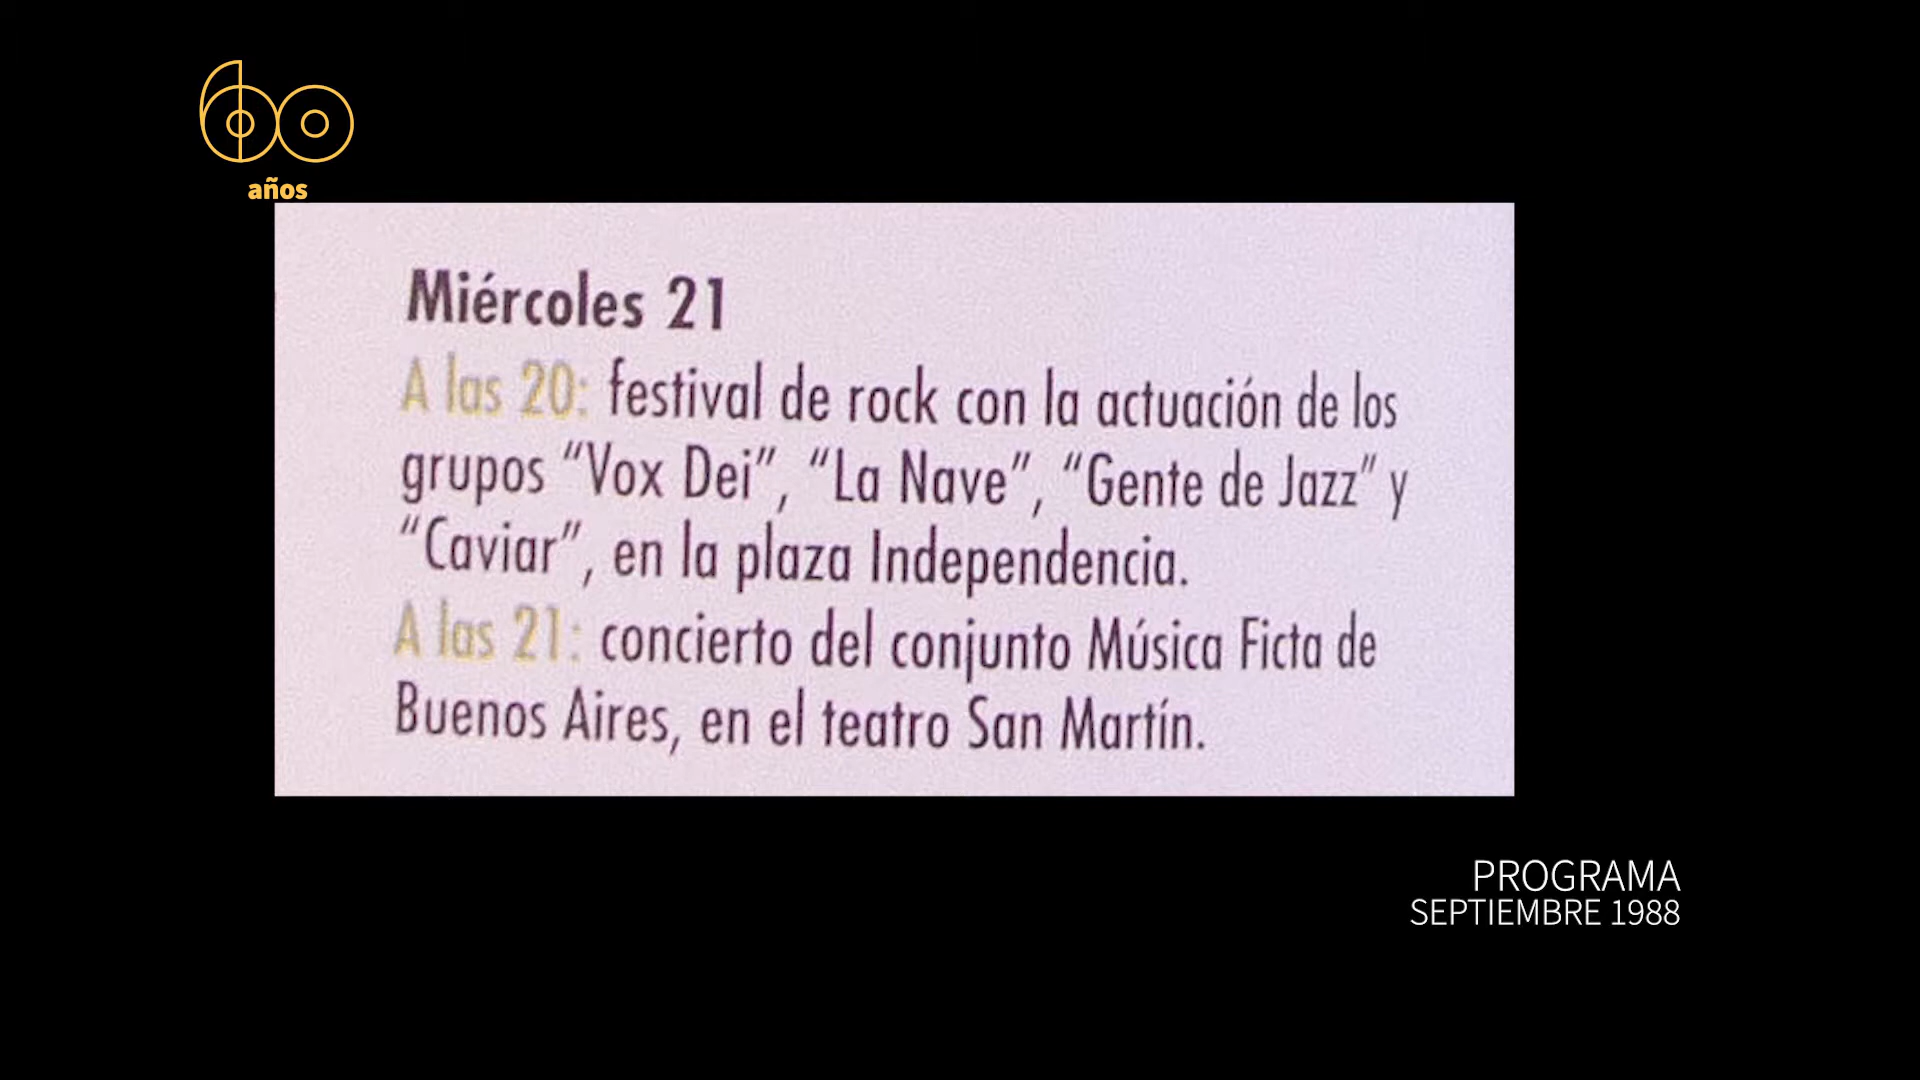 60
años
Miércoles 21
A las 20: festival de rock con la actuación de los
grupos “Vox Dei”, “La Nave”, “Gente de Jazz” y
“Caviar”, en la plaza Independencia.
A las 21: concierto del conjunto Música Ficta de
Buenos Aires, en el teatro San Martín.
PROGRAMA
SEPTIEMBRE 1988